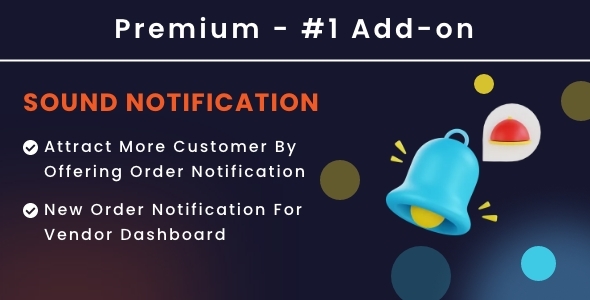 Premium - #1 Add-on
SOUND NOTIFICATION
Attract More Customer By
Offering Order Notification
New Order Notification For
Vendor Dashboard